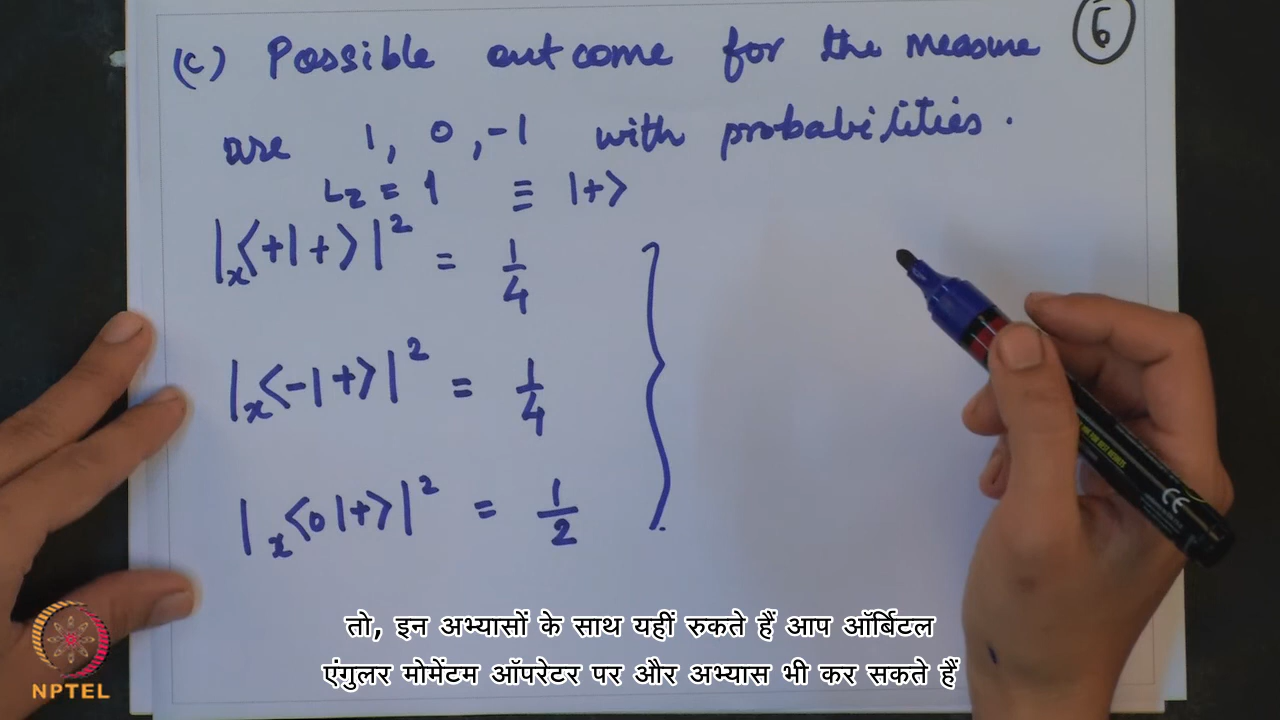 (c) Possible outcome for the measure
6
are 1, 0, -1 with probabilities.
Lz = 1 ≡ |+>
|ₓ<+|+>|² = 1/4
|ₓ<-|+>|² = 1/4
|ₓ<0|+>|² = 1/2
CE
तो, इन अभ्यासों के साथ यहीं रुकते हैं आप ऑर्बिटल
एंगुलर मोमेंटम ऑपरेटर पर और अभ्यास भी कर सकते हैं
NPTEL